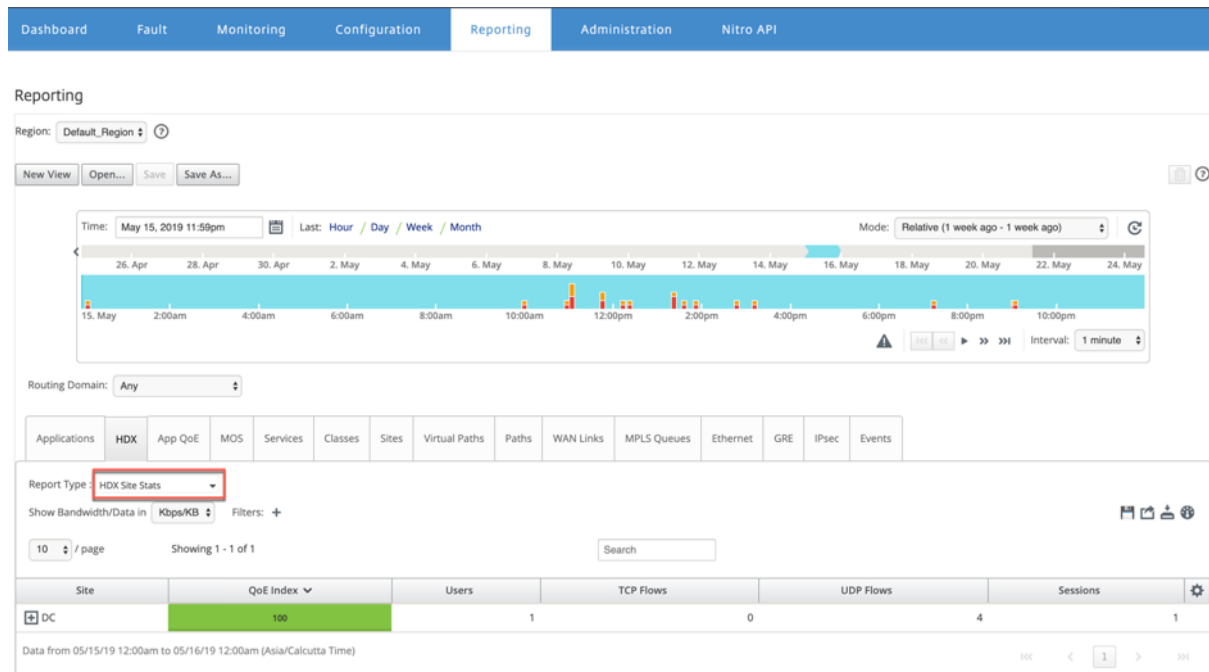 Dashboard Fault Monitoring Configuration Reporting Administration Nitro API
Reporting
Region: Default_Region ?
New View Open... Save Save As... ?
Time: May 15, 2019 11:59pm Last: Hour / Day / Week / Month Mode: Relative (1 week ago - 1 week ago)
26. Apr 28. Apr 30. Apr 2. May 4. May 6. May 8. May 10. May 12. May 14. May 16. May 18. May 20. May 22. May 24. May
15. May 2:00am 4:00am 6:00am 8:00am 10:00am 12:00pm 2:00pm 4:00pm 6:00pm 8:00pm 10:00pm
Interval: 1 minute
Routing Domain: Any
Applications HDX App QoE MOS Services Classes Sites Virtual Paths Paths WAN Links MPLS Queues Ethernet GRE IPsec Events
Report Type : HDX Site Stats
Show Bandwidth/Data in Kbps/KB Filters: +
10 / page Showing 1 - 1 of 1 Search
Site QoE Index Users TCP Flows UDP Flows Sessions
DC 100 1 0 4 1
Data from 05/15/19 12:00am to 05/16/19 12:00am (Asia/Calcutta Time) 1